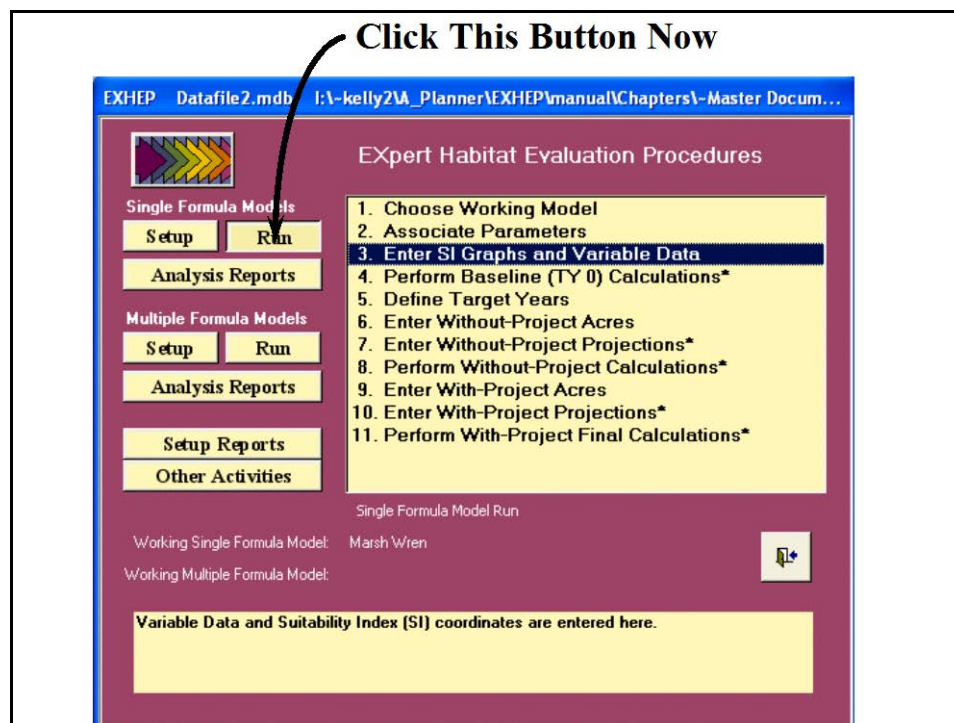 Click This Button Now
EXHEP Datafile2.mdb I:\~kelly2\A_Planner\EXHEP\manual\Chapters\~Master Docum...
EXpert Habitat Evaluation Procedures
Single Formula Models
Setup Run
Analysis Reports
Multiple Formula Models
Setup Run
Analysis Reports
Setup Reports
Other Activities
1. Choose Working Model
2. Associate Parameters
3. Enter SI Graphs and Variable Data
4. Perform Baseline (TY 0) Calculations*
5. Define Target Years
6. Enter Without-Project Acres
7. Enter Without-Project Projections*
8. Perform Without-Project Calculations*
9. Enter With-Project Acres
10. Enter With-Project Projections*
11. Perform With-Project Final Calculations*
Single Formula Model Run
Working Single Formula Model: Marsh Wren
Working Multiple Formula Model:
Variable Data and Suitability Index (SI) coordinates are entered here.